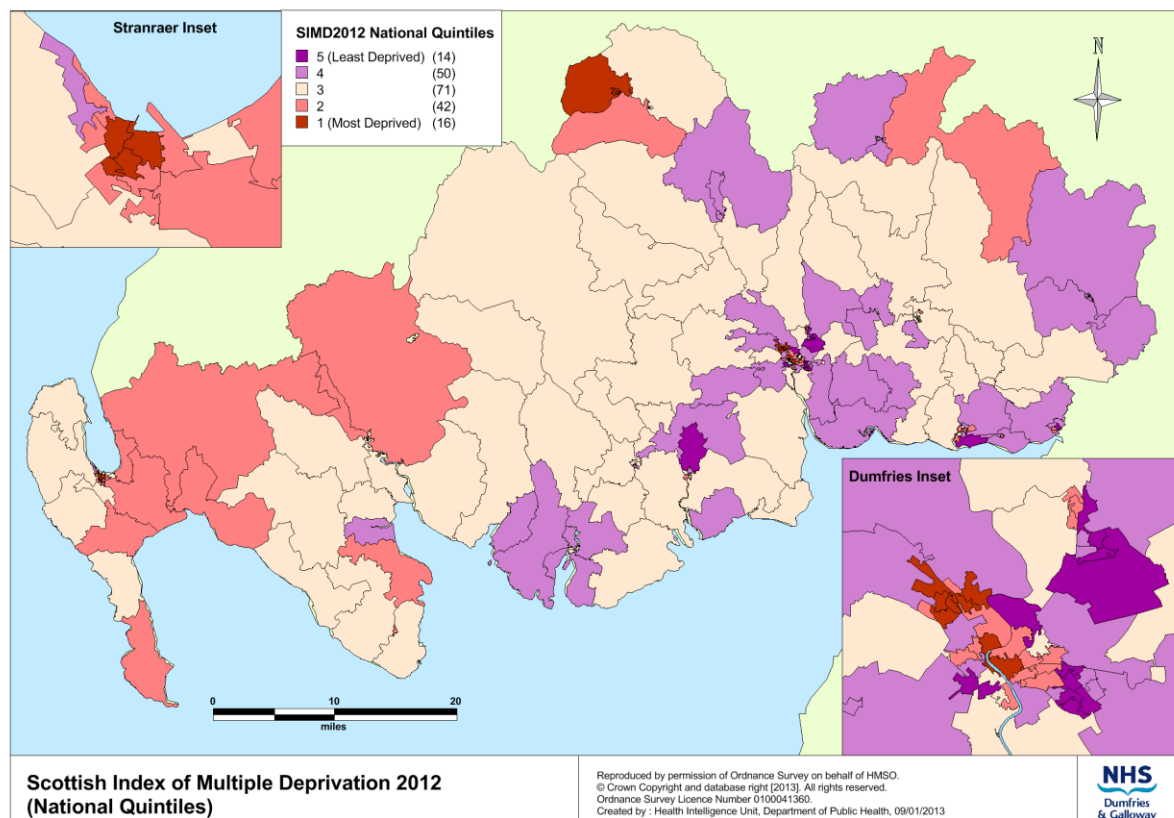 Stranraer Inset
SIMD2012 National Quintiles
5 (Least Deprived) (14)
4 (50)
3 (71)
2 (42)
1 (Most Deprived) (16)
N
Dumfries Inset
0 10 20
miles
Scottish Index of Multiple Deprivation 2012
(National Quintiles)
Reproduced by permission of Ordnance Survey on behalf of HMSO.
© Crown Copyright and database right [2013]. All rights reserved.
Ordnance Survey Licence Number 0100041360.
Created by : Health Intelligence Unit, Department of Public Health, 09/01/2013
NHS
Dumfries
& Galloway